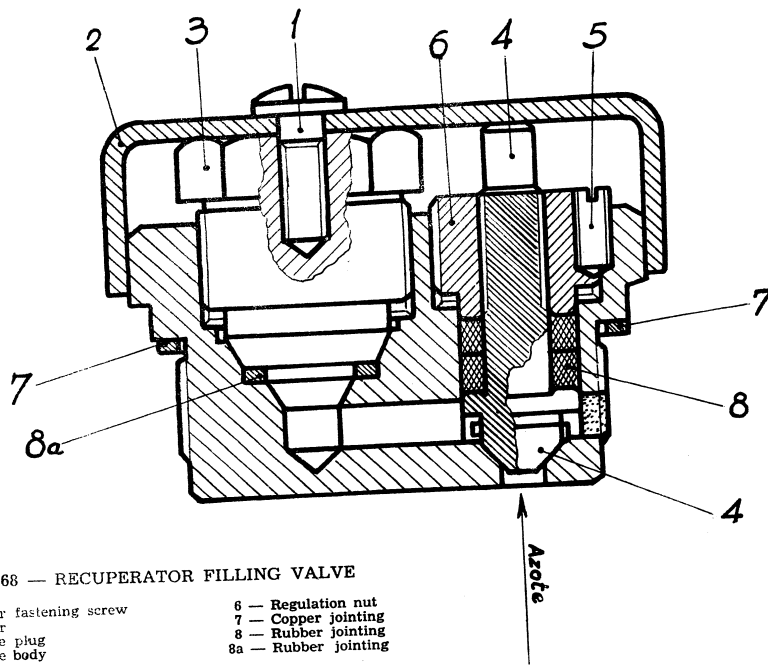 1
2
3
4
5
6
7
7
8
8a
4
Azote
68 — RECUPERATOR FILLING VALVE
fastening screw
plug
body
6 — Regulation nut
7 — Copper jointing
8 — Rubber jointing
8a — Rubber jointing